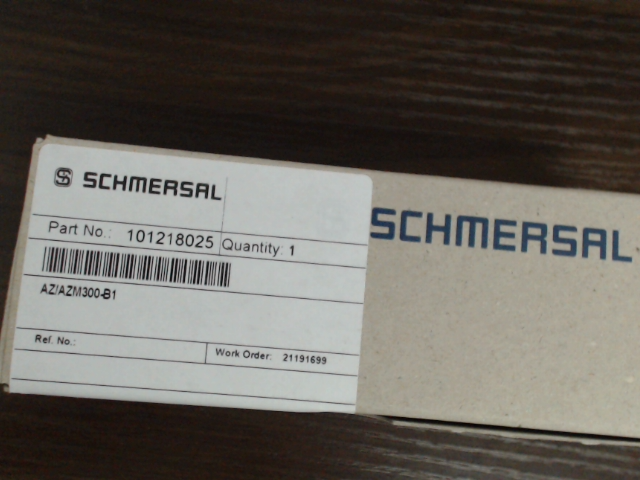 SCHMERSAL
Part No.: 101218025 Quantity: 1
AZ/AZM300-B1
Ref. No.:
Work Order: 21191699
SCHMERSAL